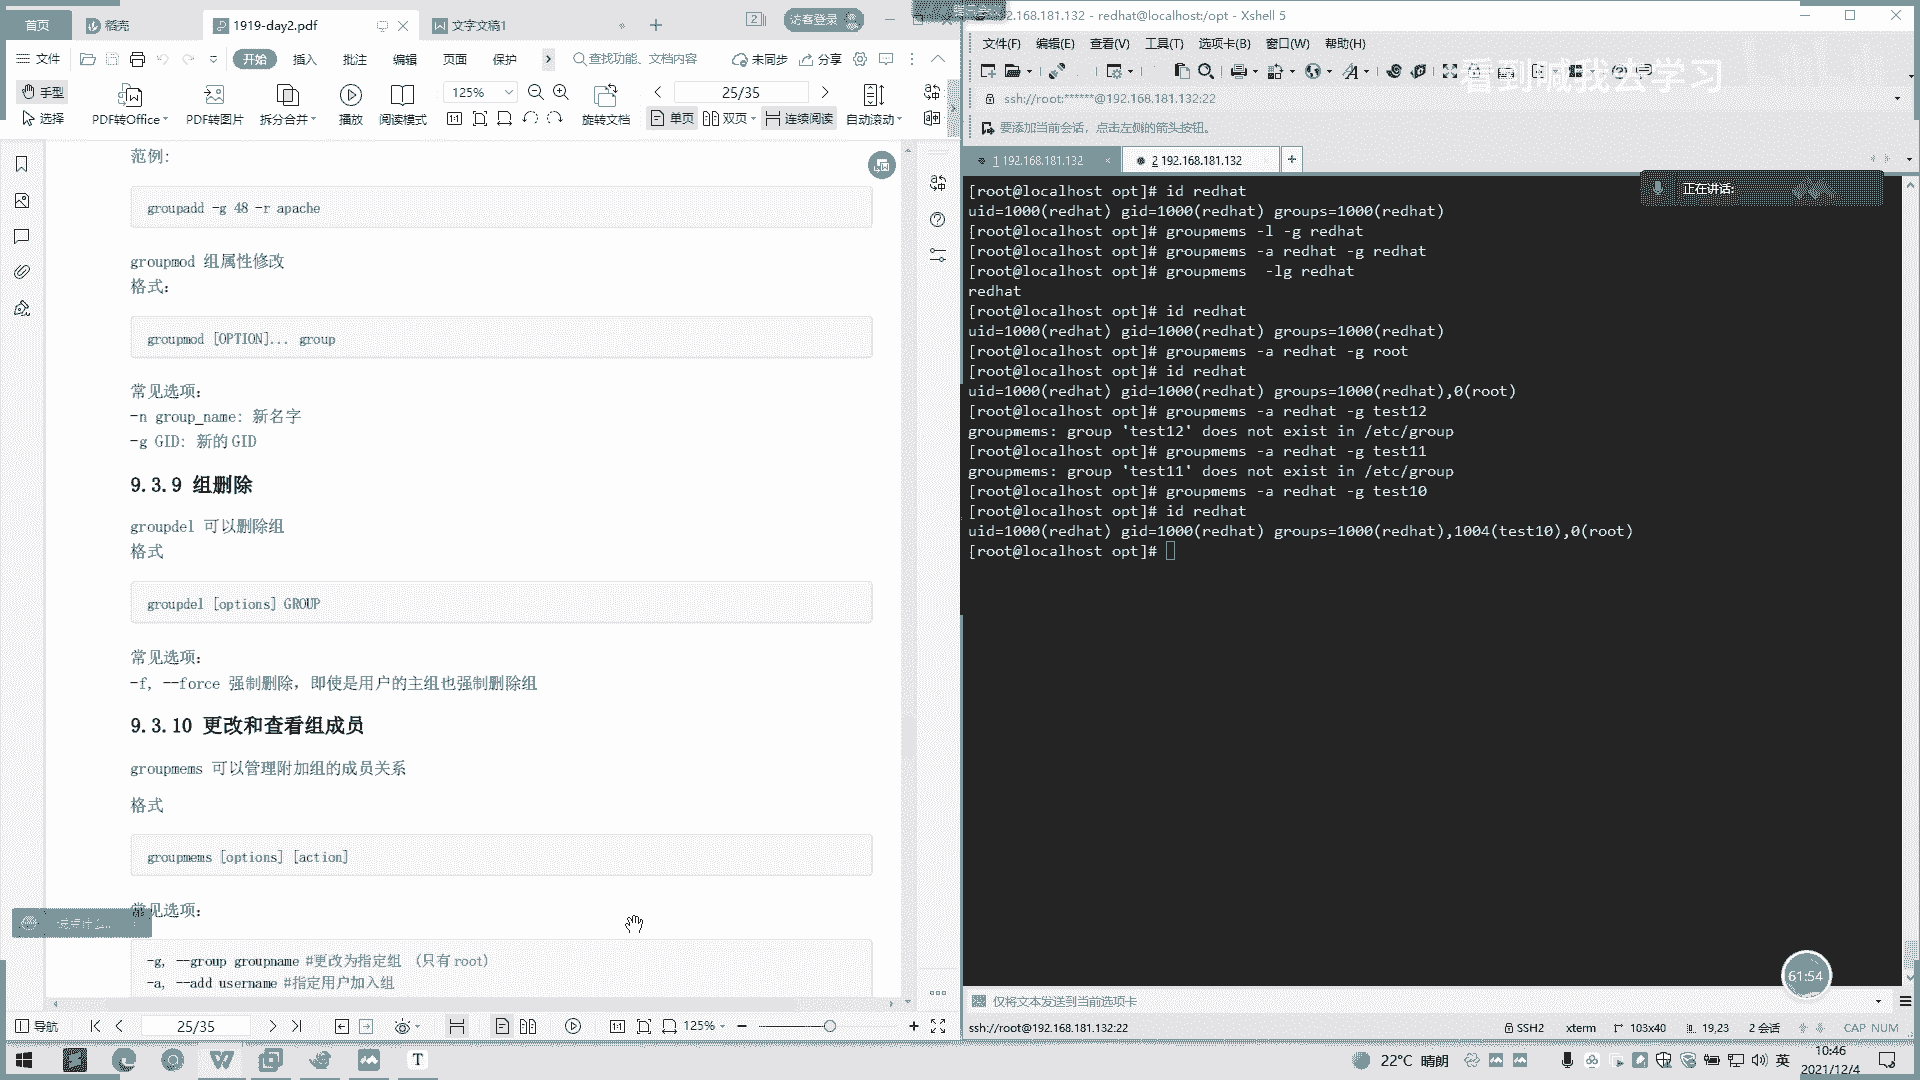 首页
稻壳
1919-day2.pdf
文字文稿1
访客登录
文件
开始
插入
批注
编辑
页面
保护
查找功能、文档内容
未同步
分享
手型
选择
PDF转Office
PDF转图片
拆分合并
播放
阅读模式
125%
旋转文档
25/35
单页
双页
连续阅读
自动滚动
范例:
groupadd -g 48 -r apache
groupmod 组属性修改
格式:
groupmod [OPTION]... group
常见选项:
-n group_name: 新名字
-g GID: 新的GID
9.3.9 组删除
groupdel 可以删除组
格式
groupdel [options] GROUP
常见选项:
-f, --force 强制删除，即使是用户的主组也强制删除组
9.3.10 更改和查看组成员
groupmems 可以管理附加组的成员关系
格式
groupmems [options] [action]
常见选项:
-g, --group groupname #更改为指定组 (只有root)
-a, --add username #指定用户加入组
导航
25/35
125%
192.168.181.132 - redhat@localhost:/opt - Xshell 5
文件(F) 编辑(E) 查看(V) 工具(T) 选项卡(B) 窗口(W) 帮助(H)
看到喊我去学习
ssh://root:******@192.168.181.132:22
要添加当前会话，点击左侧的箭头按钮。
1 192.168.181.132
2 192.168.181.132
正在讲话:
[root@localhost opt]# id redhat
uid=1000(redhat) gid=1000(redhat) groups=1000(redhat)
[root@localhost opt]# groupmems -l -g redhat
[root@localhost opt]# groupmems -a redhat -g redhat
[root@localhost opt]# groupmems  -lg redhat
redhat
[root@localhost opt]# id redhat
uid=1000(redhat) gid=1000(redhat) groups=1000(redhat)
[root@localhost opt]# groupmems -a redhat -g root
[root@localhost opt]# id redhat
uid=1000(redhat) gid=1000(redhat) groups=1000(redhat),0(root)
[root@localhost opt]# groupmems -a redhat -g test12
groupmems: group 'test12' does not exist in /etc/group
[root@localhost opt]# groupmems -a redhat -g test11
groupmems: group 'test11' does not exist in /etc/group
[root@localhost opt]# groupmems -a redhat -g test10
[root@localhost opt]# id redhat
uid=1000(redhat) gid=1000(redhat) groups=1000(redhat),1004(test10),0(root)
[root@localhost opt]#
61:54
仅将文本发送到当前选项卡
ssh://root@192.168.181.132:22
SSH2
xterm
103x40
19,23
2 会话
CAP NUM
22°C 晴朗
英
10:46
2021/12/4